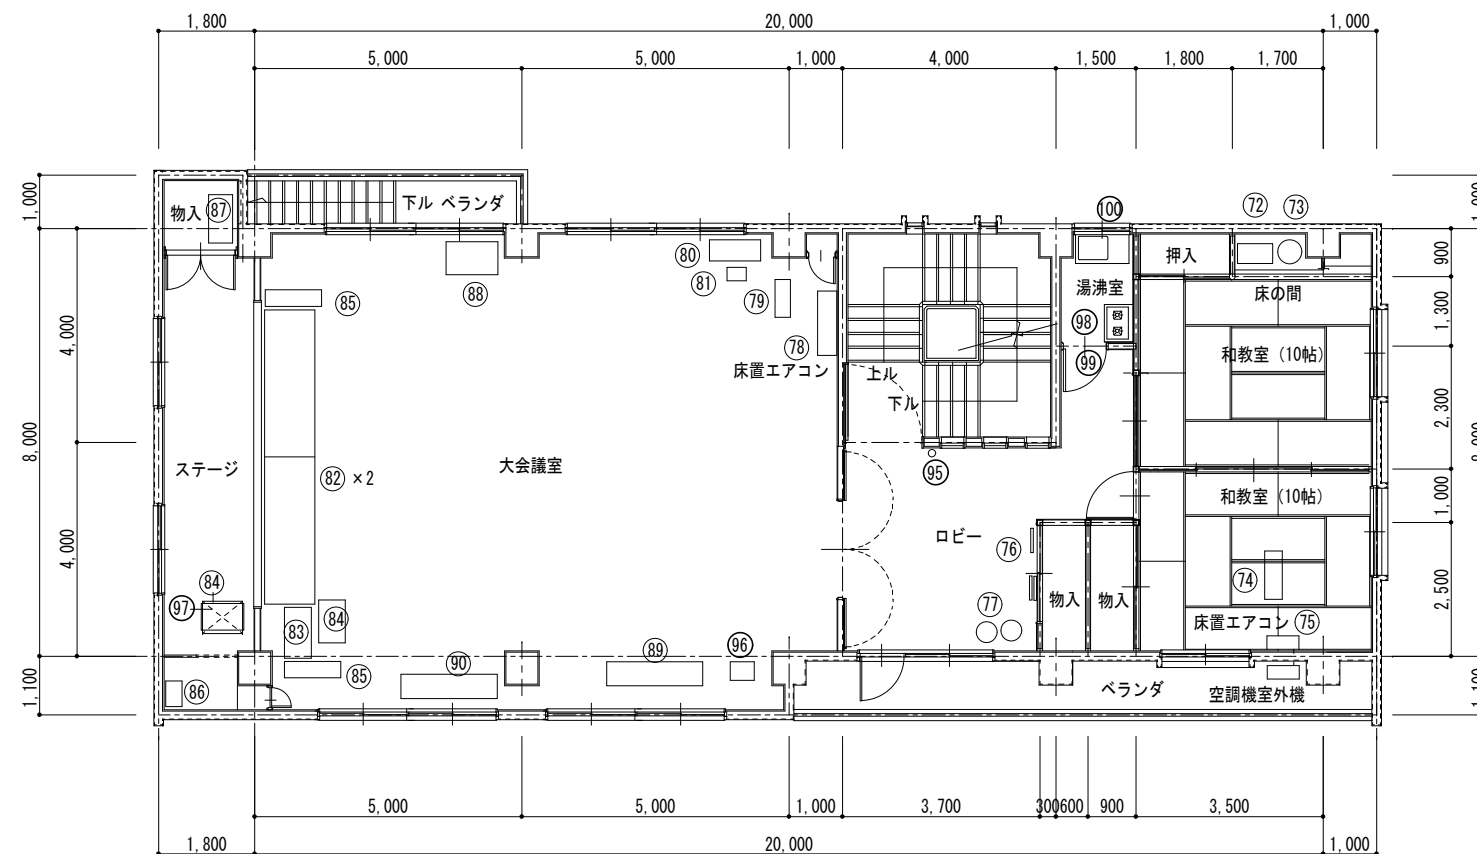 1,800 20,000 1,000
5,000 5,000 1,000 4,000 1,500 1,800 1,700
1,000
物入 87 下ル ベランダ
100 72 73
80 押入 900
88 81 湯沸室 床の間
85 79
4,000 78 98 和教室 (10帖) 1,300
床置エアコン 99
上ル
下ル 2,300
8,000
ステージ 82 ×2 大会議室 95
和教室 (10帖) 1,000
ロビー 76
4,000 84 74
97 物入 物入 2,500
83 84 77 床置エアコン 75
90 89 96
1,100 86 85 ベランダ 空調機室外機
5,000 5,000 1,000 3,700 300 600 900 3,500
1,800 20,000 1,000